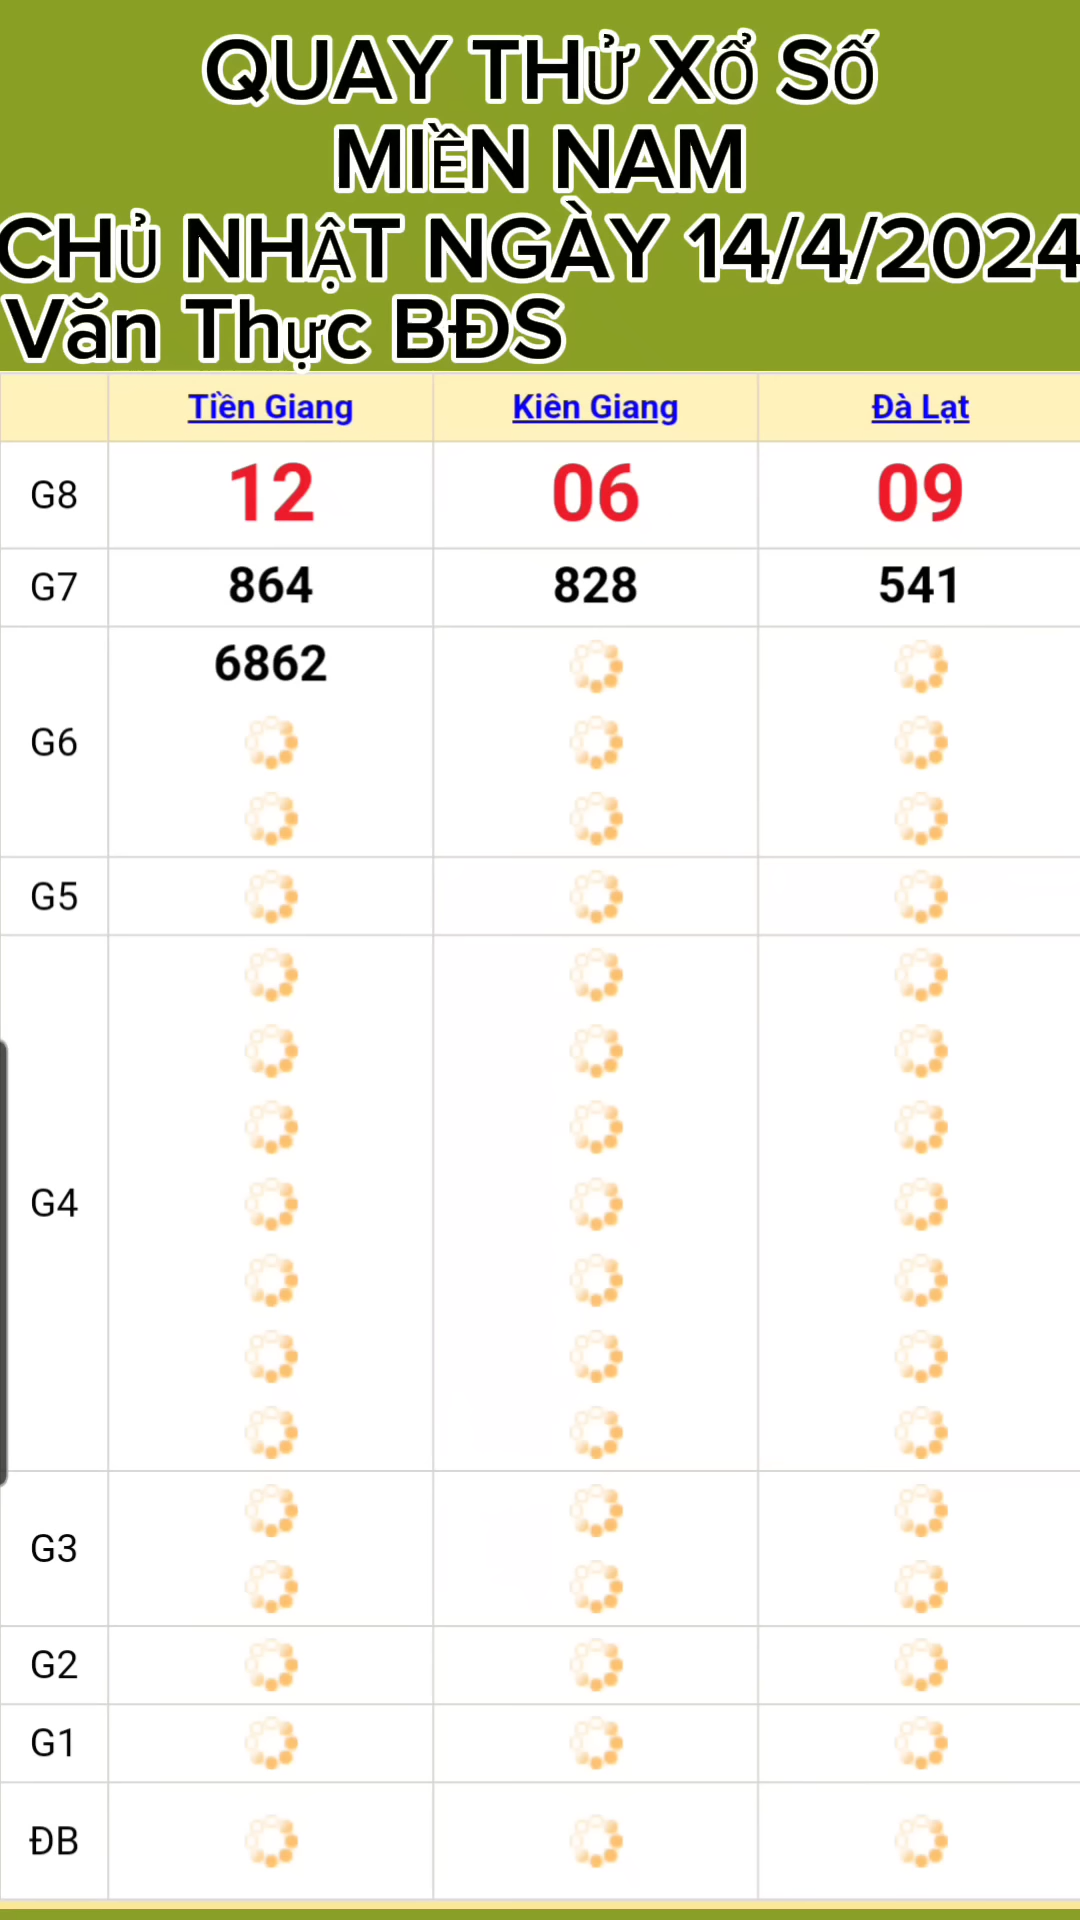 QUAY THỬ XỔ SỐ
MIỀN NAM
CHỦ NHẬT NGÀY 14/4/2024
Văn Thực BĐS
Tiền Giang Kiên Giang Đà Lạt
G8 12 06 09
G7 864 828 541
6862
G6
G5
G4
G3
G2
G1
ĐB